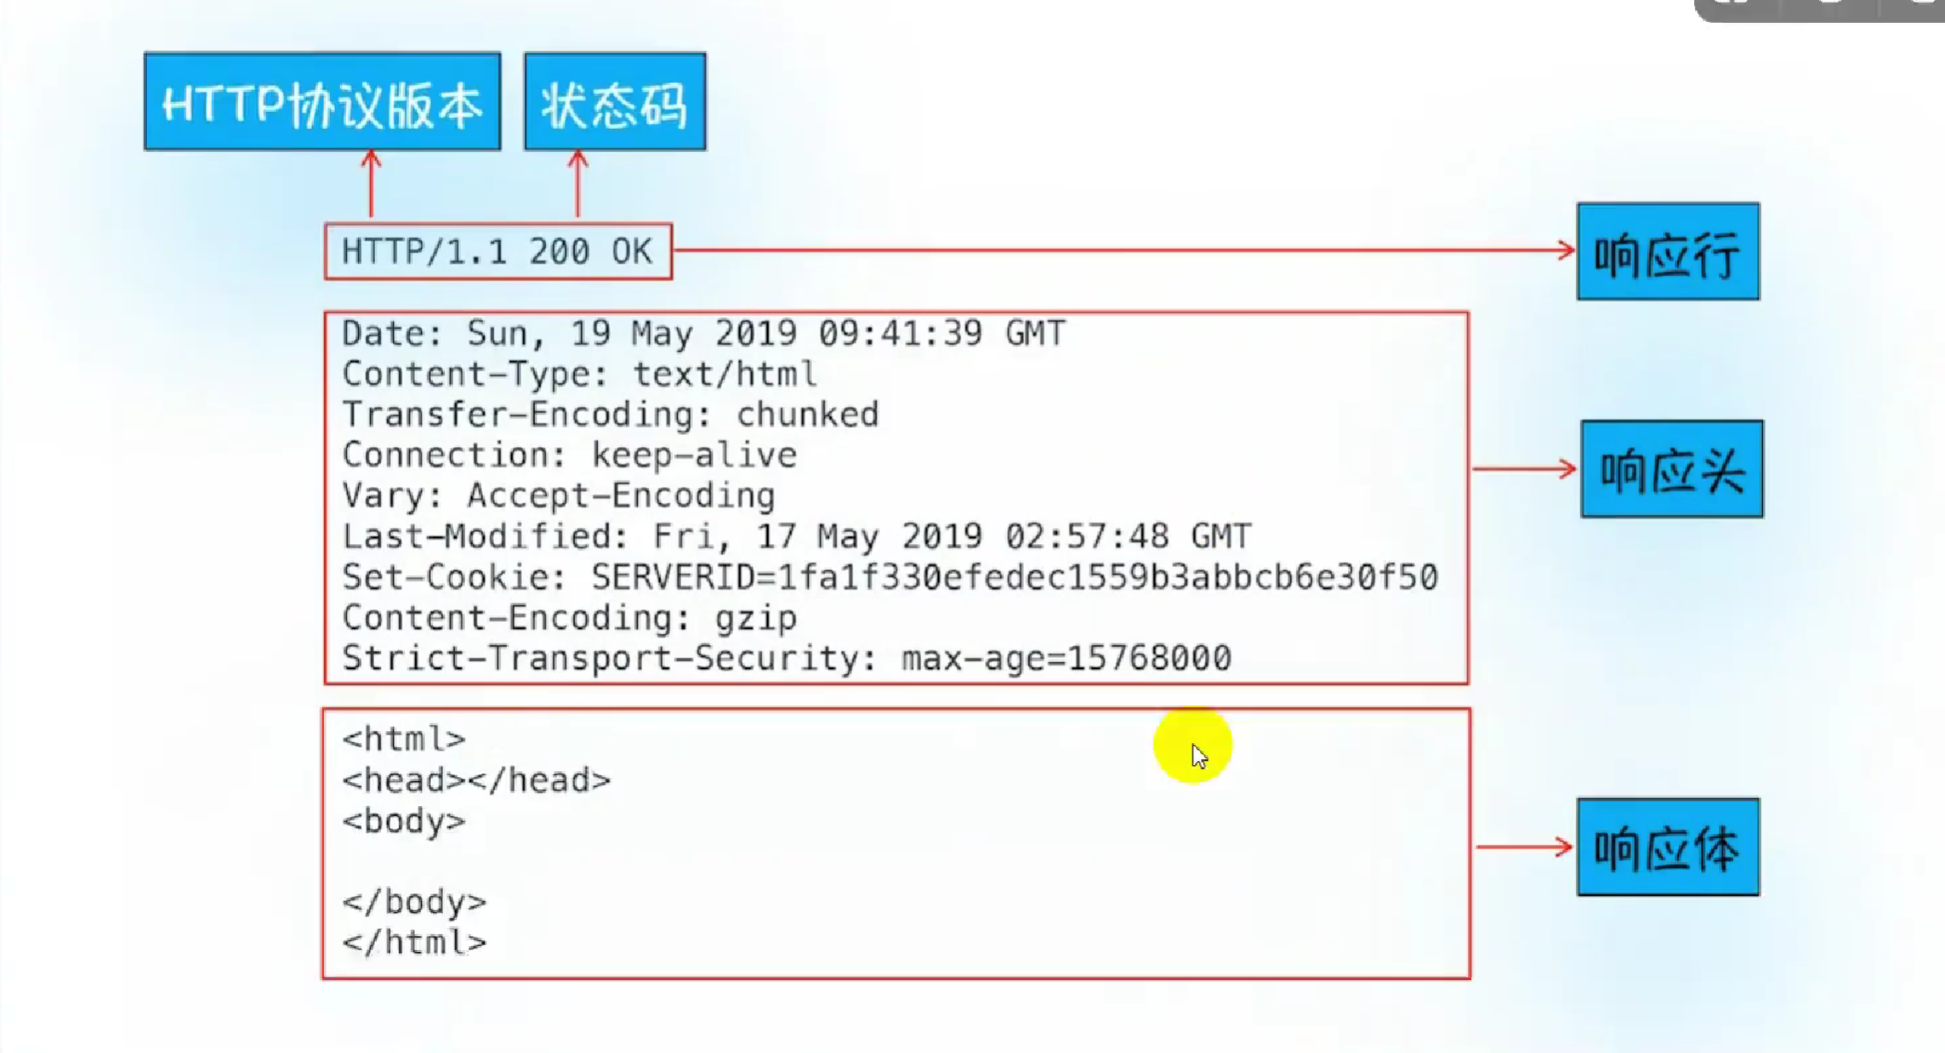 HTTP协议版本 状态码
HTTP/1.1 200 OK
响应行
Date: Sun, 19 May 2019 09:41:39 GMT
Content-Type: text/html
Transfer-Encoding: chunked
Connection: keep-alive
Vary: Accept-Encoding
Last-Modified: Fri, 17 May 2019 02:57:48 GMT
Set-Cookie: SERVERID=1fa1f330efedec1559b3abbcb6e30f50
Content-Encoding: gzip
Strict-Transport-Security: max-age=15768000
响应头
<html>
<head></head>
<body>
</body>
</html>
响应体